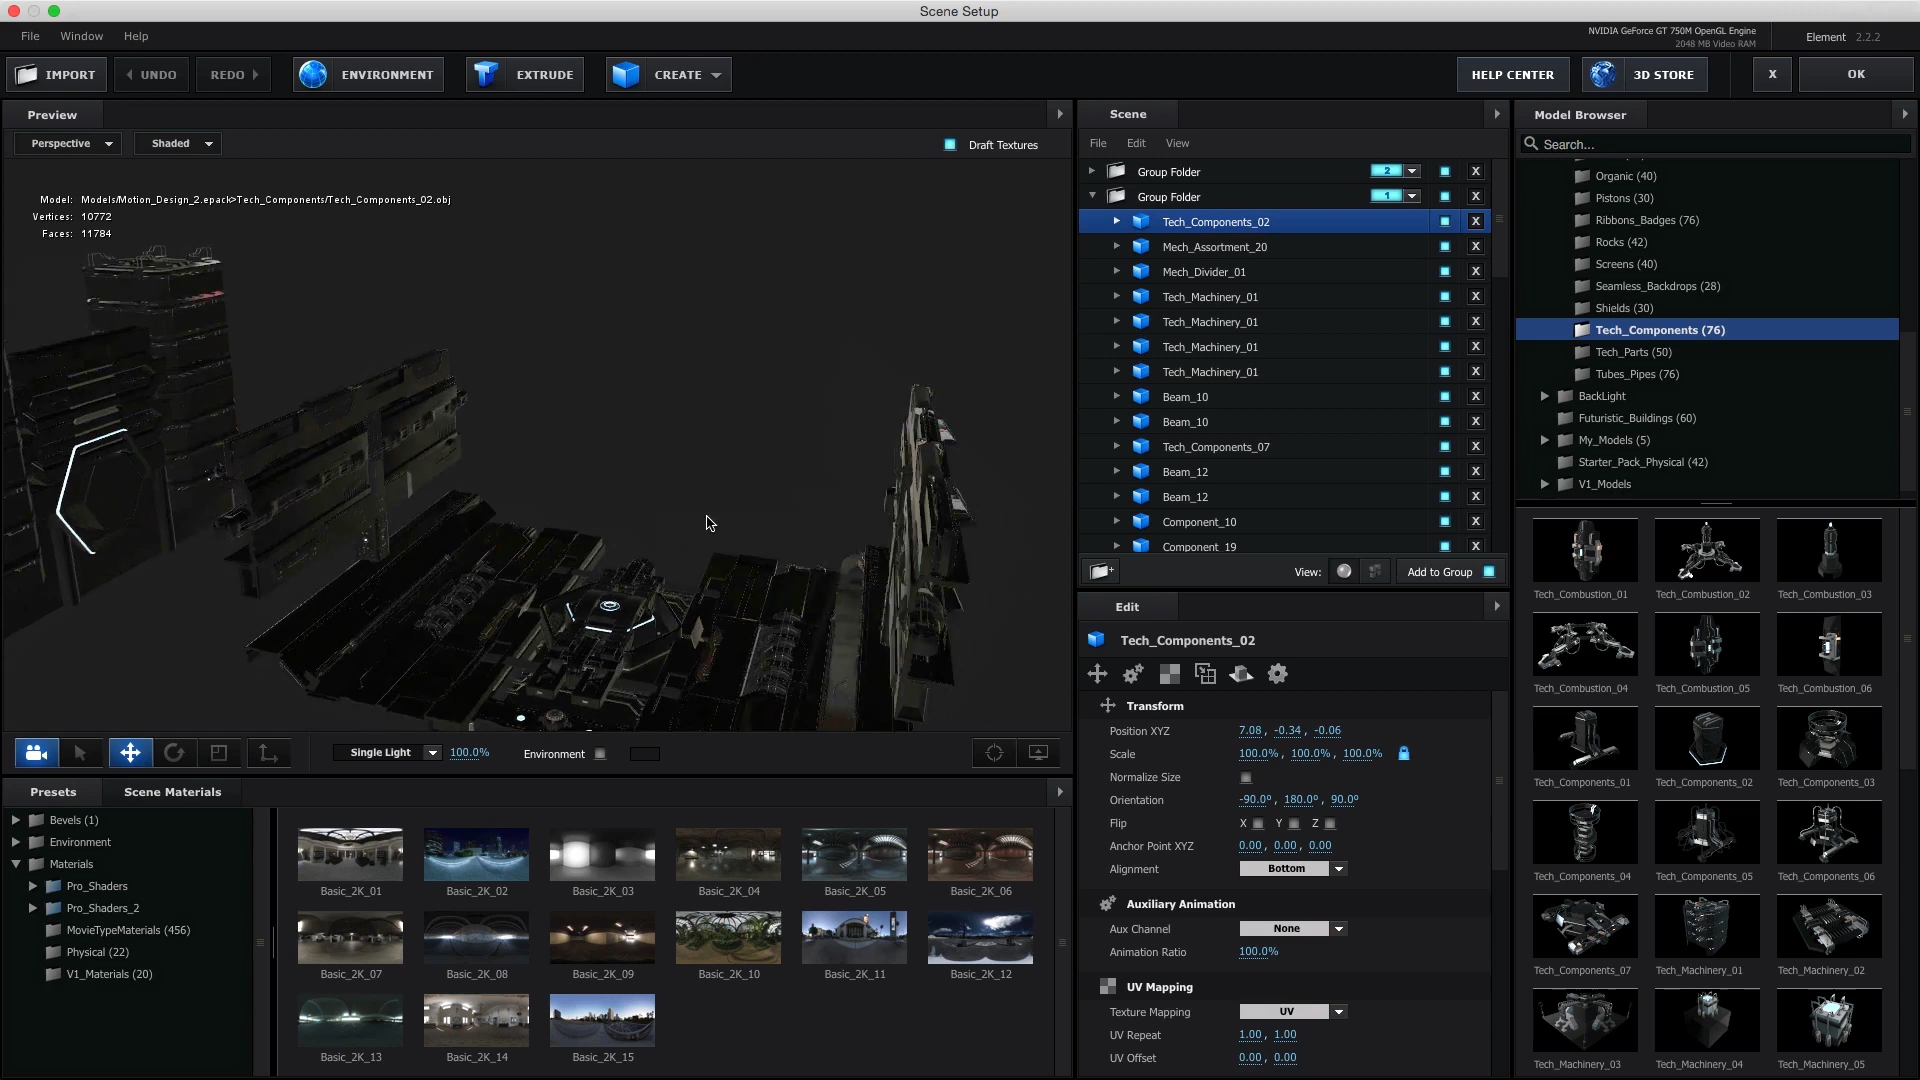 Scene Setup
File Window Help
NVIDIA GeForce GT 750M OpenGL Engine
2048 MB Video RAM
Element 2.2.2
IMPORT UNDO REDO ENVIRONMENT EXTRUDE CREATE HELP CENTER 3D STORE X OK
Preview
Perspective Shaded Draft Textures
Model: Models/Motion_Design_2.epack>Tech_Components/Tech_Components_02.obj
Vertices: 10772
Faces: 11784
Single Light 100.0% Environment
Presets Scene Materials
Bevels (1)
Environment
Materials
Pro_Shaders
Pro_Shaders_2
MovieTypeMaterials (456)
Physical (22)
V1_Materials (20)
Basic_2K_01 Basic_2K_02 Basic_2K_03 Basic_2K_04 Basic_2K_05 Basic_2K_06
Basic_2K_07 Basic_2K_08 Basic_2K_09 Basic_2K_10 Basic_2K_11 Basic_2K_12
Basic_2K_13 Basic_2K_14 Basic_2K_15
Scene
File Edit View
Group Folder 2 X
Group Folder 1 X
Tech_Components_02 X
Mech_Assortment_20 X
Mech_Divider_01 X
Tech_Machinery_01 X
Tech_Machinery_01 X
Tech_Machinery_01 X
Tech_Machinery_01 X
Beam_10 X
Beam_10 X
Tech_Components_07 X
Beam_12 X
Beam_12 X
Component_10 X
Component_19 X
View: Add to Group
Edit
Tech_Components_02
Transform
Position XYZ 7.08, -0.34, -0.06
Scale 100.0%, 100.0%, 100.0%
Normalize Size
Orientation -90.0º, 180.0º, 90.0º
Flip X Y Z
Anchor Point XYZ 0.00, 0.00, 0.00
Alignment Bottom
Auxiliary Animation
Aux Channel None
Animation Ratio 100.0%
UV Mapping
Texture Mapping UV
UV Repeat 1.00, 1.00
UV Offset 0.00, 0.00
Model Browser
Search...
Organic (40)
Pistons (30)
Ribbons_Badges (76)
Rocks (42)
Screens (40)
Seamless_Backdrops (28)
Shields (30)
Tech_Components (76)
Tech_Parts (50)
Tubes_Pipes (76)
BackLight
Futuristic_Buildings (60)
My_Models (5)
Starter_Pack_Physical (42)
V1_Models
Tech_Combustion_01 Tech_Combustion_02 Tech_Combustion_03
Tech_Combustion_04 Tech_Combustion_05 Tech_Combustion_06
Tech_Components_01 Tech_Components_02 Tech_Components_03
Tech_Components_04 Tech_Components_05 Tech_Components_06
Tech_Components_07 Tech_Machinery_01 Tech_Machinery_02
Tech_Machinery_03 Tech_Machinery_04 Tech_Machinery_05